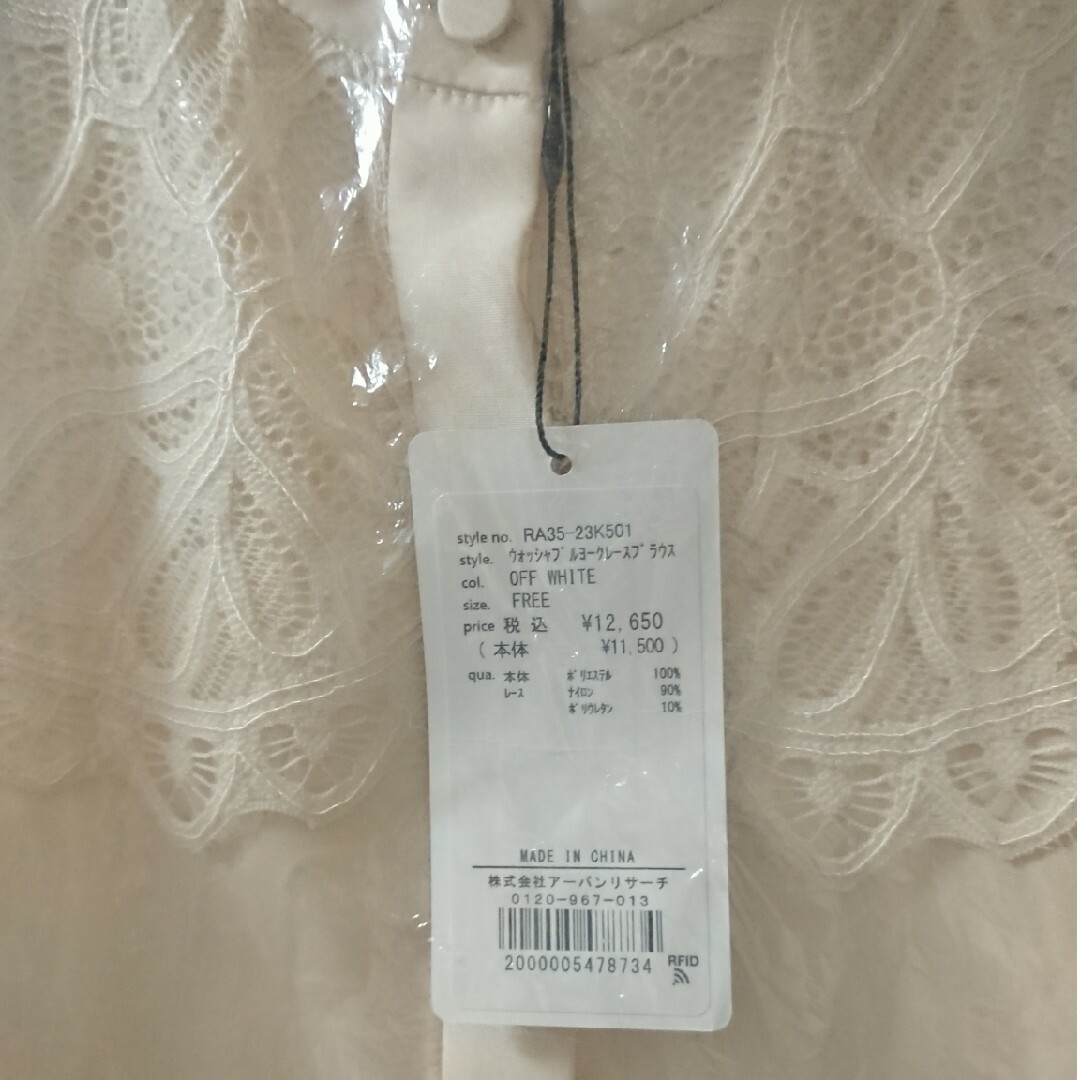 style no. RA35-23K501
style. ｳｫｯｼｬﾌﾞﾙﾖｰｸﾚｰｽﾌﾞﾗｳｽ
col. OFF WHITE
size. FREE
price 税込 ¥12,650
(本体 ¥11,500)
qua. 本体 ﾎﾟﾘｴｽﾃﾙ 100%
ﾚｰｽ ﾅｲﾛﾝ 90%
ﾎﾟﾘｳﾚﾀﾝ 10%
MADE IN CHINA
株式会社アーバンリサーチ
0120-967-013
2000005478734
RFID